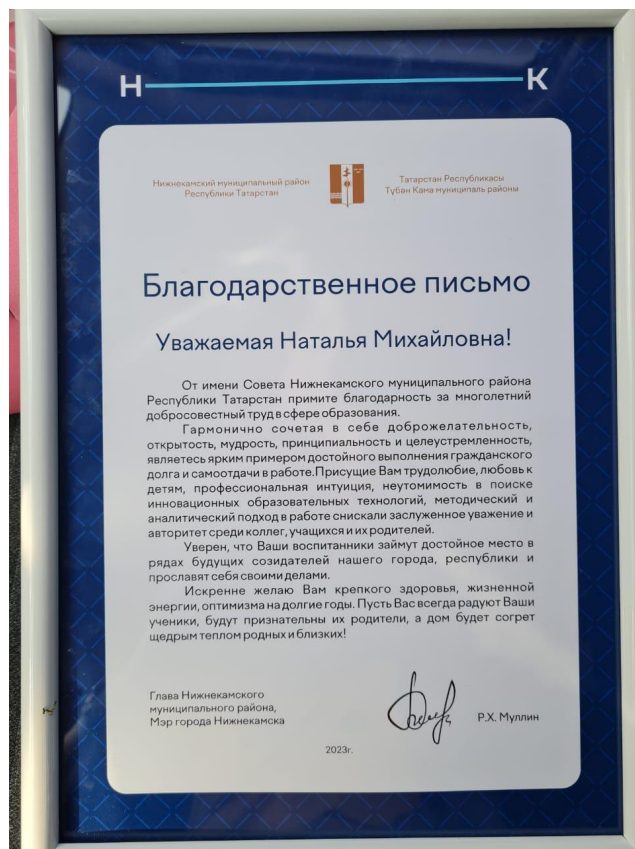 Н К
Нижнекамский муниципальный район
Республики Татарстан
Татарстан Республикасы
Түбән Кама муниципаль районы
Благодарственное письмо
Уважаемая Наталья Михайловна!
От имени Совета Нижнекамского муниципального района
Республики Татарстан примите благодарность за многолетний
добросовестный труд в сфере образования.
Гармонично сочетая в себе доброжелательность,
открытость, мудрость, принципиальность и целеустремленность,
являетесь ярким примером достойного выполнения гражданского
долга и самоотдачи в работе. Присущие Вам трудолюбие, любовь к
детям, профессиональная интуиция, неутомимость в поиске
инновационных образовательных технологий, методический и
аналитический подход в работе снискали заслуженное уважение и
авторитет среди коллег, учащихся и их родителей.
Уверен, что Ваши воспитанники займут достойное место в
рядах будущих созидателей нашего города, республики и
прославят себя своими делами.
Искренне желаю Вам крепкого здоровья, жизненной
энергии, оптимизма на долгие годы. Пусть Вас всегда радуют Ваши
ученики, будут признательны их родители, а дом будет согрет
щедрым теплом родных и близких!
Глава Нижнекамского
муниципального района,
Мэр города Нижнекамска
Р.Х. Муллин
2023г.